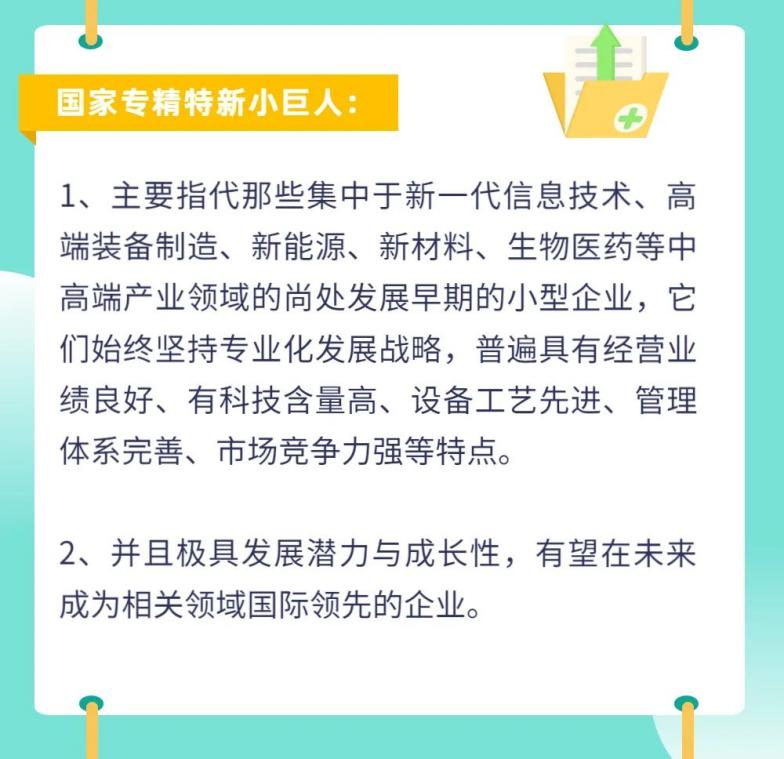 国家专精特新小巨人：
1、主要指代那些集中于新一代信息技术、高
端装备制造、新能源、新材料、生物医药等中
高端产业领域的尚处发展早期的小型企业，它
们始终坚持专业化发展战略，普遍具有经营业
绩良好、有科技含量高、设备工艺先进、管理
体系完善、市场竞争力强等特点。
2、并且极具发展潜力与成长性，有望在未来
成为相关领域国际领先的企业。